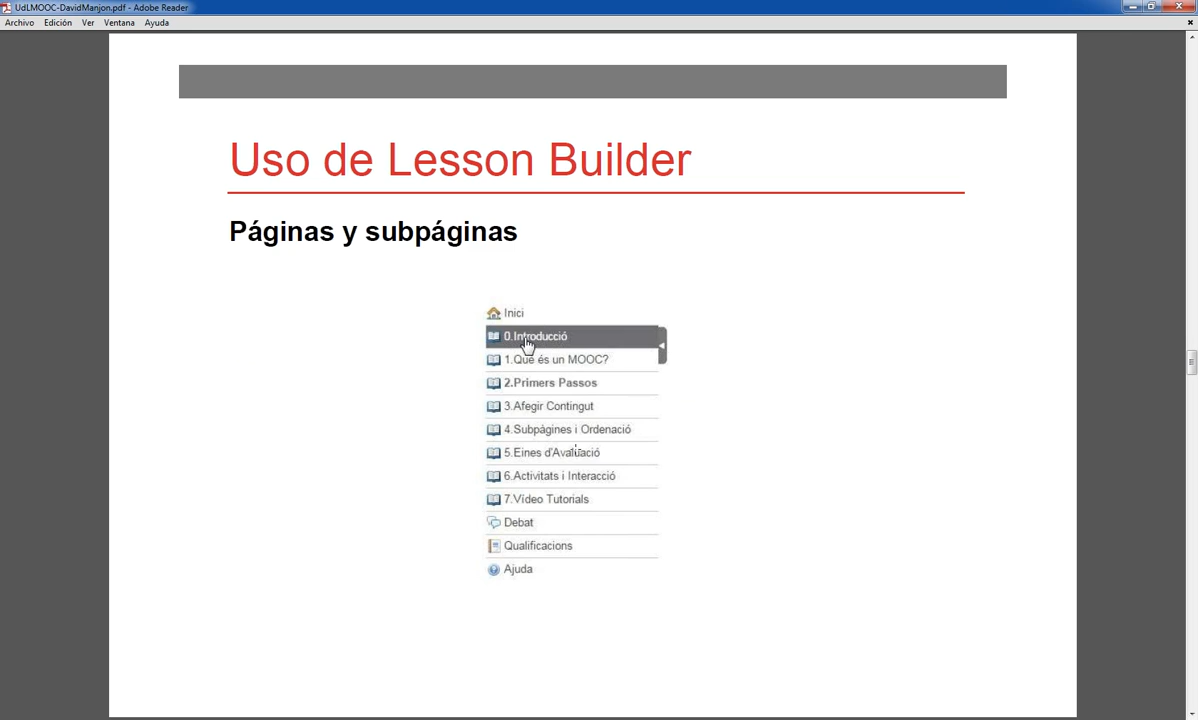 UdLMOOC-DavidManjon.pdf - Adobe Reader
Archivo Edición Ver Ventana Ayuda
Uso de Lesson Builder
Páginas y subpáginas
Inici
0.Introducció
1.Què és un MOOC?
2.Primers Passos
3.Afegir Contingut
4.Subpàgines i Ordenació
5.Eines d'Avaluació
6.Activitats i Interacció
7.Vídeo Tutorials
Debat
Qualificacions
Ajuda